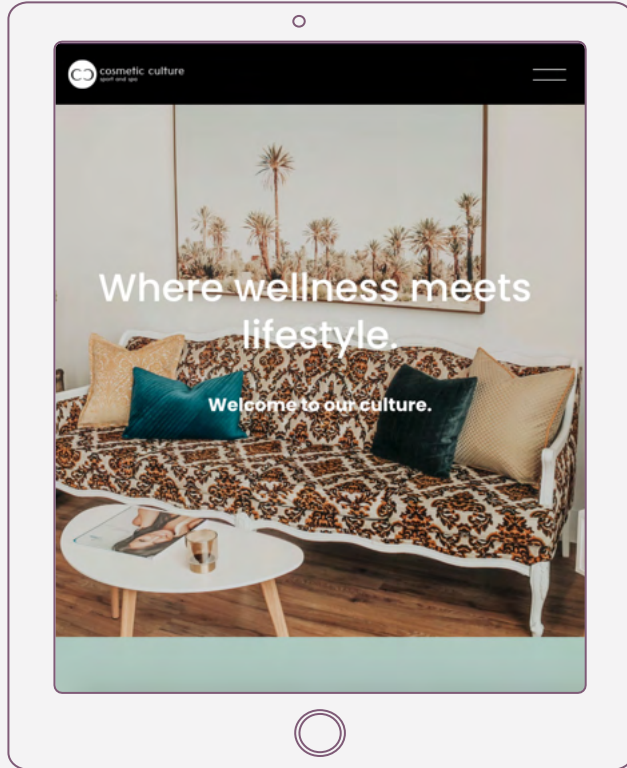 cosmetic culture
sport and spa
Where wellness meets
lifestyle.
Welcome to our culture.